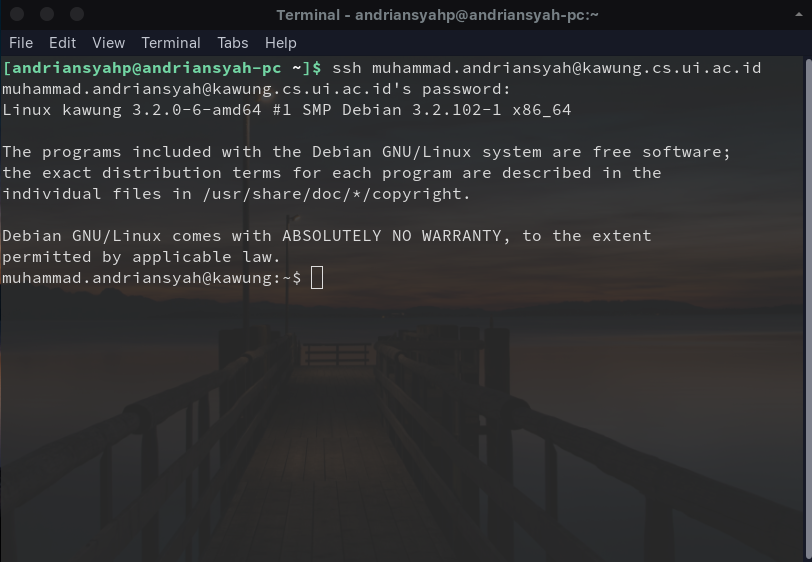 Terminal - andriansyahp@andriansyah-pc:~
File Edit View Terminal Tabs Help
[andriansyahp@andriansyah-pc ~]$ ssh muhammad.andriansyah@kawung.cs.ui.ac.id
muhammad.andriansyah@kawung.cs.ui.ac.id's password:
Linux kawung 3.2.0-6-amd64 #1 SMP Debian 3.2.102-1 x86_64
The programs included with the Debian GNU/Linux system are free software;
the exact distribution terms for each program are described in the
individual files in /usr/share/doc/*/copyright.
Debian GNU/Linux comes with ABSOLUTELY NO WARRANTY, to the extent
permitted by applicable law.
muhammad.andriansyah@kawung:~$